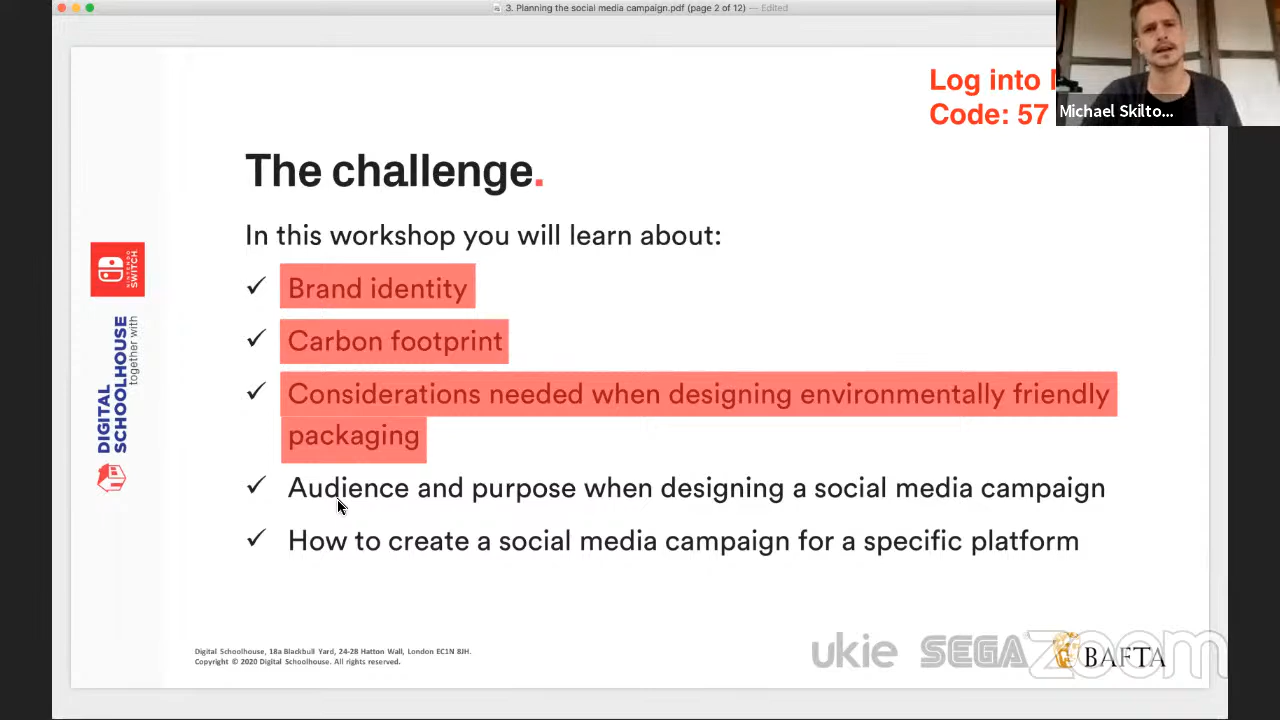 3. Planning the social media campaign.pdf (page 2 of 12) — Edited
Log into
Code: 57
Michael Skilto...
The challenge.
In this workshop you will learn about:
✓ Brand identity
✓ Carbon footprint
✓ Considerations needed when designing environmentally friendly
packaging
✓ Audience and purpose when designing a social media campaign
✓ How to create a social media campaign for a specific platform
NINTENDO
SWITCH
DIGITAL
SCHOOLHOUSE
together with
Digital Schoolhouse, 18a Blackbull Yard, 24-28 Hatton Wall, London EC1N 8JH.
Copyright © 2020 Digital Schoolhouse. All rights reserved.
ukie
SEGA
zoom
BAFTA